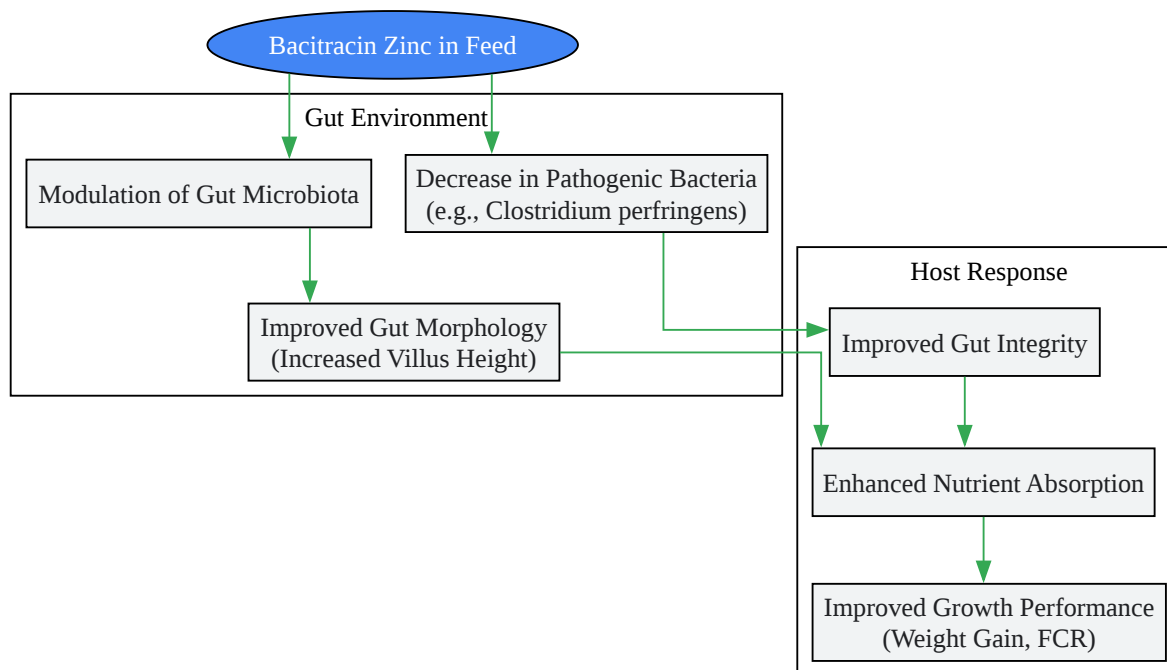 Bacitracin Zinc in Feed
Gut Environment
Modulation of Gut Microbiota
Decrease in Pathogenic Bacteria
(e.g., Clostridium perfringens)
Improved Gut Morphology
(Increased Villus Height)
Host Response
Improved Gut Integrity
Enhanced Nutrient Absorption
Improved Growth Performance
(Weight Gain, FCR)